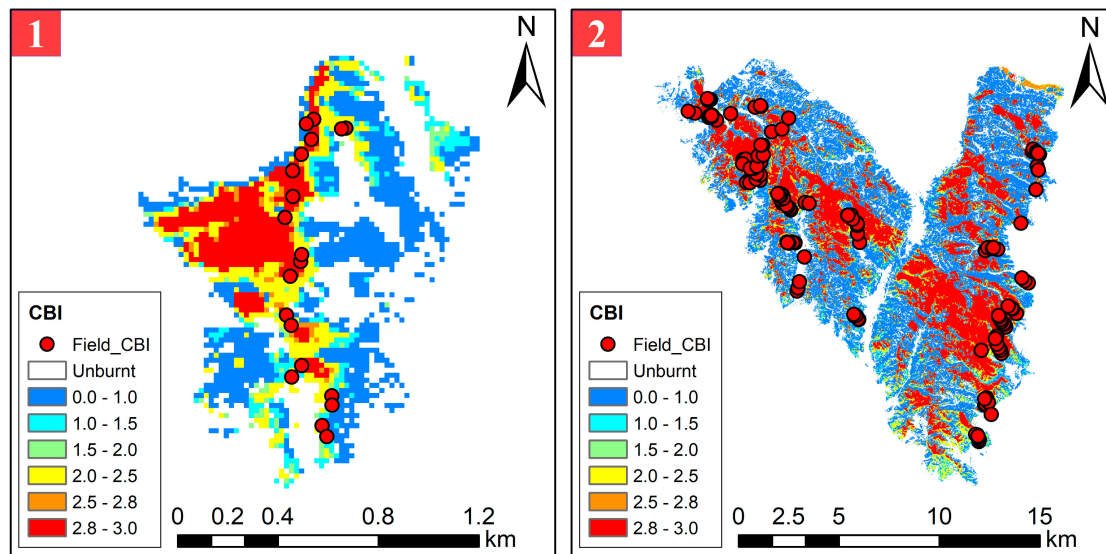 1
N
CBI
Field_CBI
Unburnt
0.0 - 1.0
1.0 - 1.5
1.5 - 2.0
2.0 - 2.5
2.5 - 2.8
2.8 - 3.0
0 0.4 0.8 1.2
km
2
N
CBI
Field_CBI
Unburnt
0.0 - 1.0
1.0 - 1.5
1.5 - 2.0
2.0 - 2.5
2.5 - 2.8
2.8 - 3.0
0 2.5 5 10 15
km